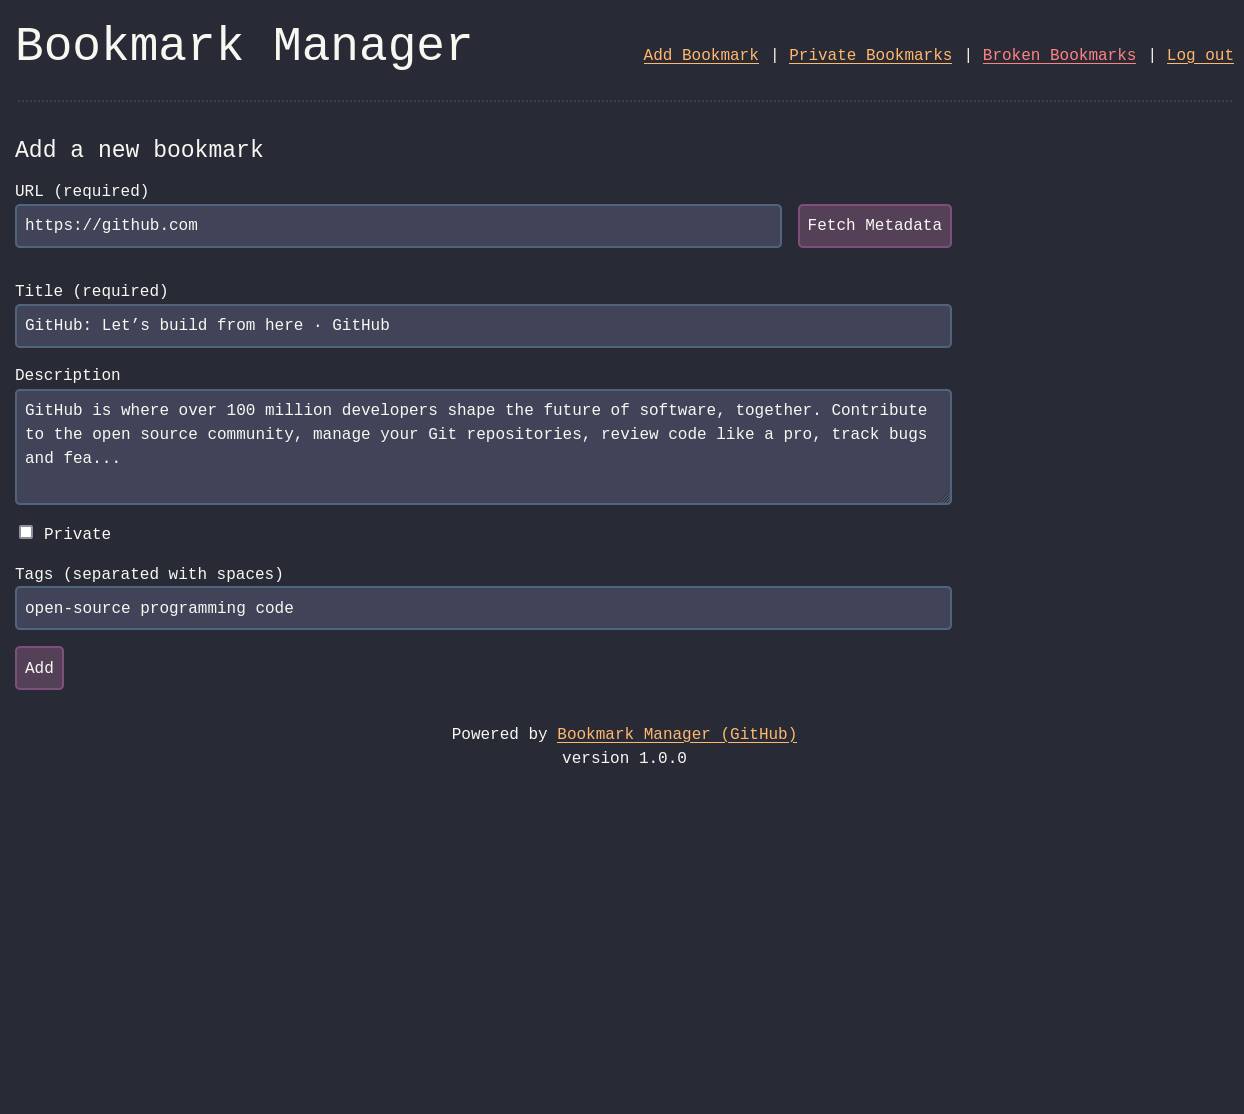 Bookmark Manager
Add Bookmark | Private Bookmarks | Broken Bookmarks | Log out
Add a new bookmark
URL (required)
https://github.com
Fetch Metadata
Title (required)
GitHub: Let’s build from here · GitHub
Description
GitHub is where over 100 million developers shape the future of software, together. Contribute
to the open source community, manage your Git repositories, review code like a pro, track bugs
and fea...
Private
Tags (separated with spaces)
open-source programming code
Add
Powered by Bookmark Manager (GitHub)
version 1.0.0